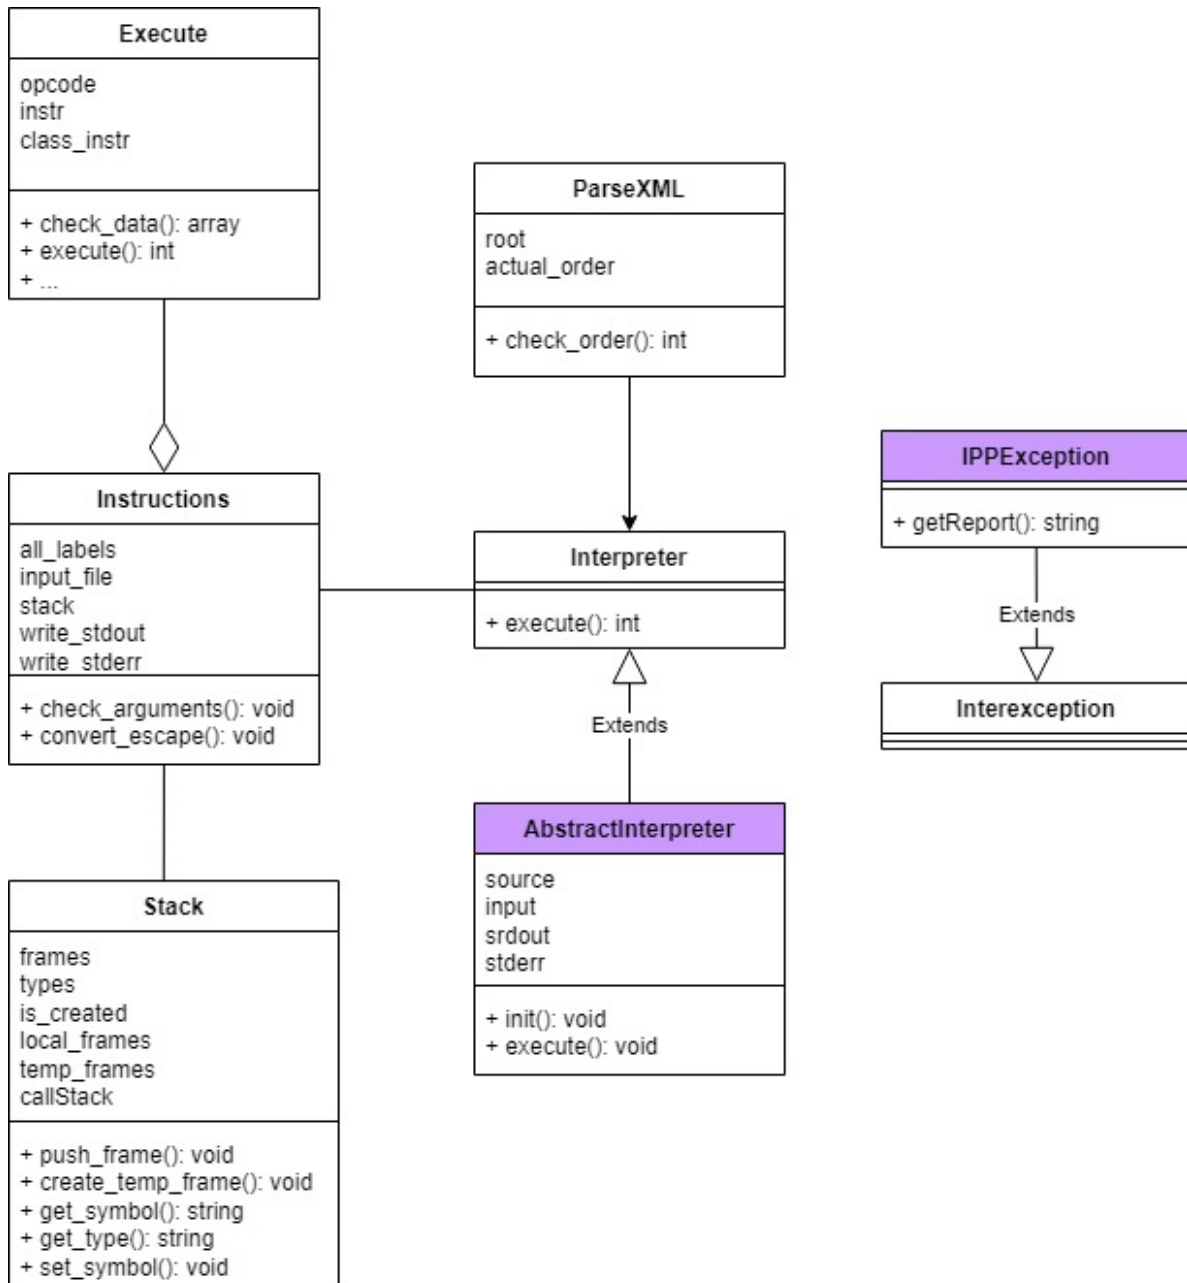 Execute
opcode
instr
class_instr
+ check_data(): array
+ execute(): int
+ ...
ParseXML
root
actual_order
+ check_order(): int
Instructions
all_labels
input_file
stack
write_stdout
write_stderr
+ check_arguments(): void
+ convert_escape(): void
Interpreter
+ execute(): int
IPPException
+ getReport(): string
Extends
Interexception
Extends
AbstractInterpreter
source
input
srdout
stderr
+ init(): void
+ execute(): void
Stack
frames
types
is_created
local_frames
temp_frames
callStack
+ push_frame(): void
+ create_temp_frame(): void
+ get_symbol(): string
+ get_type(): string
+ set_symbol(): void